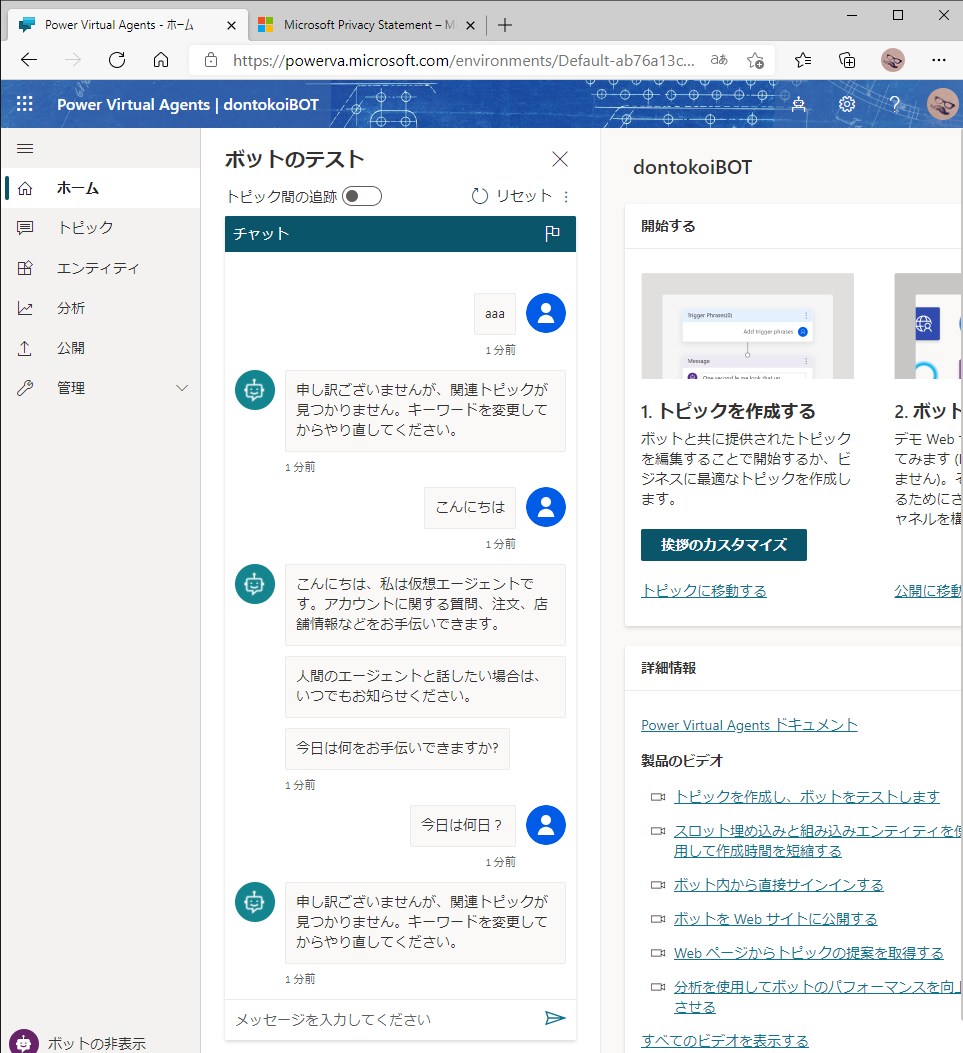 Power Virtual Agents - ホーム
Microsoft Privacy Statement – M
https://powerva.microsoft.com/environments/Default-ab76a13c...
aあ
Power Virtual Agents | dontokoiBOT
ホーム
トピック
エンティティ
分析
公開
管理
ボットの非表示
ボットのテスト
トピック間の追跡
リセット
チャット
aaa
1 分前
申し訳ございませんが、関連トピックが
見つかりません。キーワードを変更して
からやり直してください。
1 分前
こんにちは
1 分前
こんにちは、私は仮想エージェントで
す。アカウントに関する質問、注文、店
舗情報などをお手伝いできます。
人間のエージェントと話したい場合は、
いつでもお知らせください。
今日は何をお手伝いできますか?
1 分前
今日は何日？
1 分前
申し訳ございませんが、関連トピックが
見つかりません。キーワードを変更して
からやり直してください。
1 分前
メッセージを入力してください
dontokoiBOT
開始する
Trigger Phrases(0)
Add trigger phrases
Message
One second le me look that up
1. トピックを作成する
ボットと共に提供されたトピック
を編集することで開始するか、ビ
ジネスに最適なトピックを作成し
ます。
挨拶のカスタマイズ
トピックに移動する
2. ボット
デモ Web
てみます (
ません)。そ
るためにさ
ャネルを構
公開に移動
詳細情報
Power Virtual Agents ドキュメント
製品のビデオ
トピックを作成し、ボットをテストします
スロット埋め込みと組み込みエンティティを使
用して作成時間を短縮する
ボット内から直接サインインする
ボットを Web サイトに公開する
Web ページからトピックの提案を取得する
分析を使用してボットのパフォーマンスを向上
させる
すべてのビデオを表示する